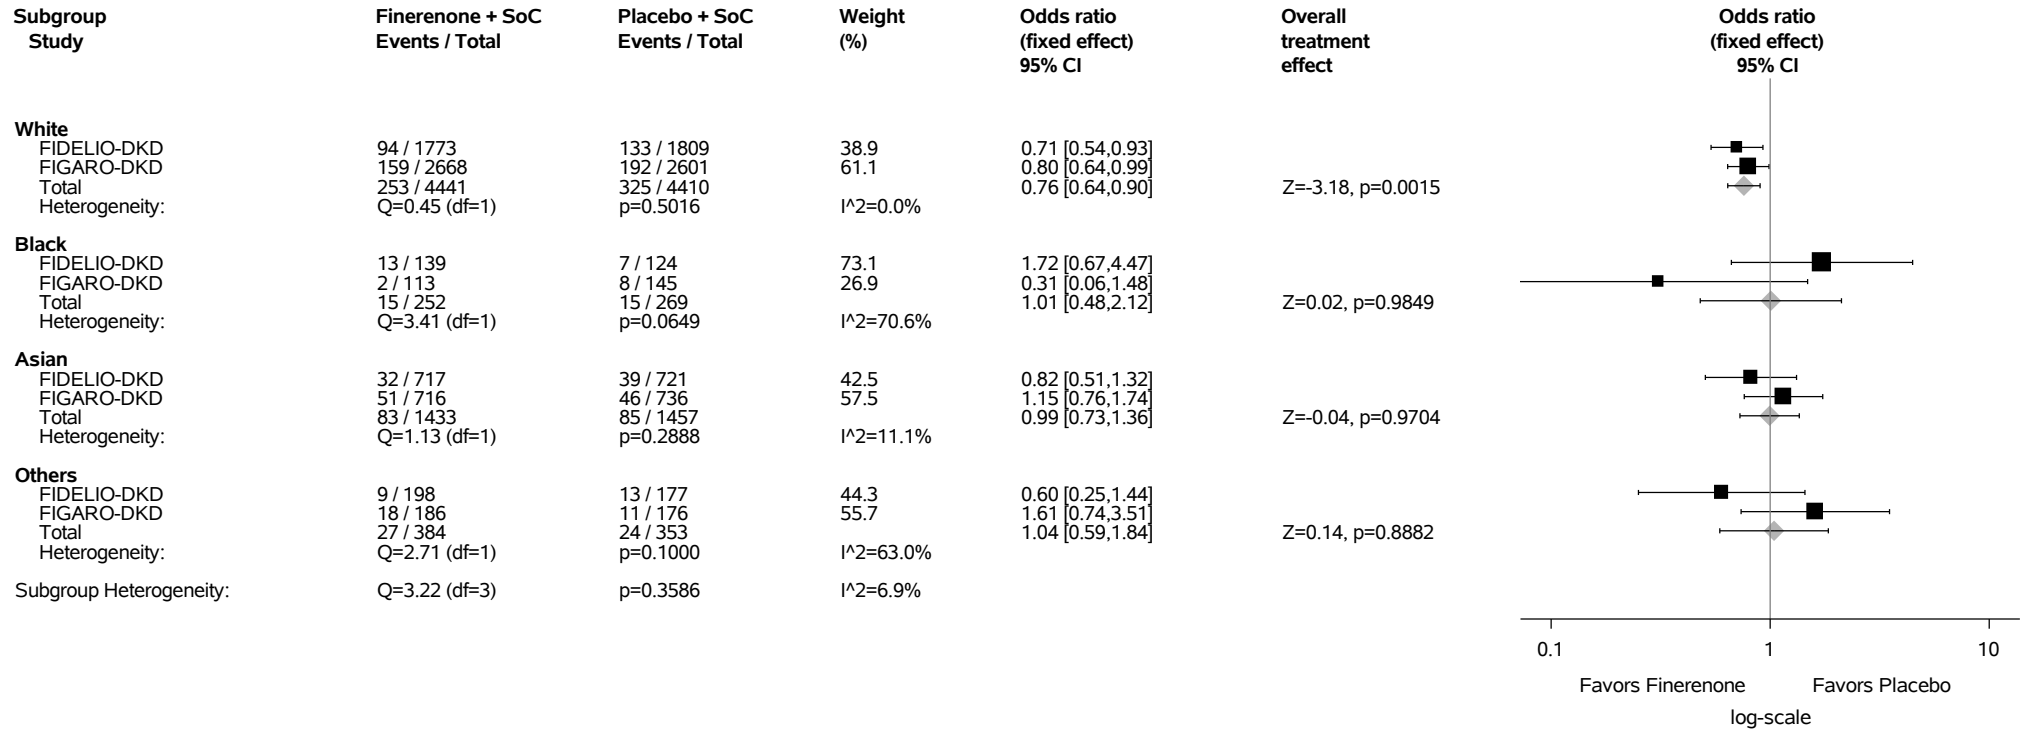 Subgroup Finerenone + SoC Placebo + SoC Weight Odds ratio Overall Odds ratio
Study Events / Total Events / Total (%) (fixed effect) treatment (fixed effect)
95% CI effect 95% CI
White
FIDELIO-DKD 94 / 1773 133 / 1809 38.9 0.71 [0.54,0.93]
FIGARO-DKD 159 / 2668 192 / 2601 61.1 0.80 [0.64,0.99]
Total 253 / 4441 325 / 4410 0.76 [0.64,0.90] Z=-3.18, p=0.0015
Heterogeneity: Q=0.45 (df=1) p=0.5016 I^2=0.0%
Black
FIDELIO-DKD 13 / 139 7 / 124 73.1 1.72 [0.67,4.47]
FIGARO-DKD 2 / 113 8 / 145 26.9 0.31 [0.06,1.48]
Total 15 / 252 15 / 269 1.01 [0.48,2.12] Z=0.02, p=0.9849
Heterogeneity: Q=3.41 (df=1) p=0.0649 I^2=70.6%
Asian
FIDELIO-DKD 32 / 717 39 / 721 42.5 0.82 [0.51,1.32]
FIGARO-DKD 51 / 716 46 / 736 57.5 1.15 [0.76,1.74]
Total 83 / 1433 85 / 1457 0.99 [0.73,1.36] Z=-0.04, p=0.9704
Heterogeneity: Q=1.13 (df=1) p=0.2888 I^2=11.1%
Others
FIDELIO-DKD 9 / 198 13 / 177 44.3 0.60 [0.25,1.44]
FIGARO-DKD 18 / 186 11 / 176 55.7 1.61 [0.74,3.51]
Total 27 / 384 24 / 353 1.04 [0.59,1.84] Z=0.14, p=0.8882
Heterogeneity: Q=2.71 (df=1) p=0.1000 I^2=63.0%
Subgroup Heterogeneity: Q=3.22 (df=3) p=0.3586 I^2=6.9%
0.1 1 10
Favors Finerenone Favors Placebo
log-scale